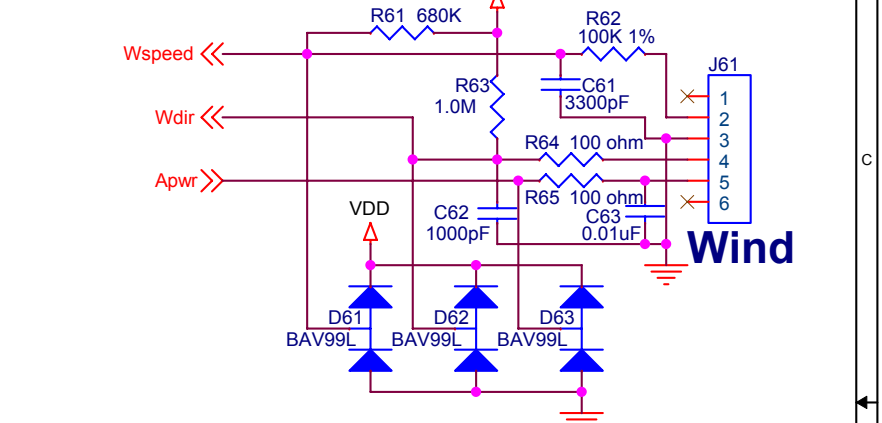 R61 680K
R62
100K 1%
Wspeed
J61
R63
1.0M
C61
3300pF
1
Wdir
2
R64 100 ohm
3
4
Apwr
5
R65 100 ohm
6
C
VDD
C62
1000pF
C63
0.01uF
Wind
D61
BAV99L
D62
BAV99L
D63
BAV99L